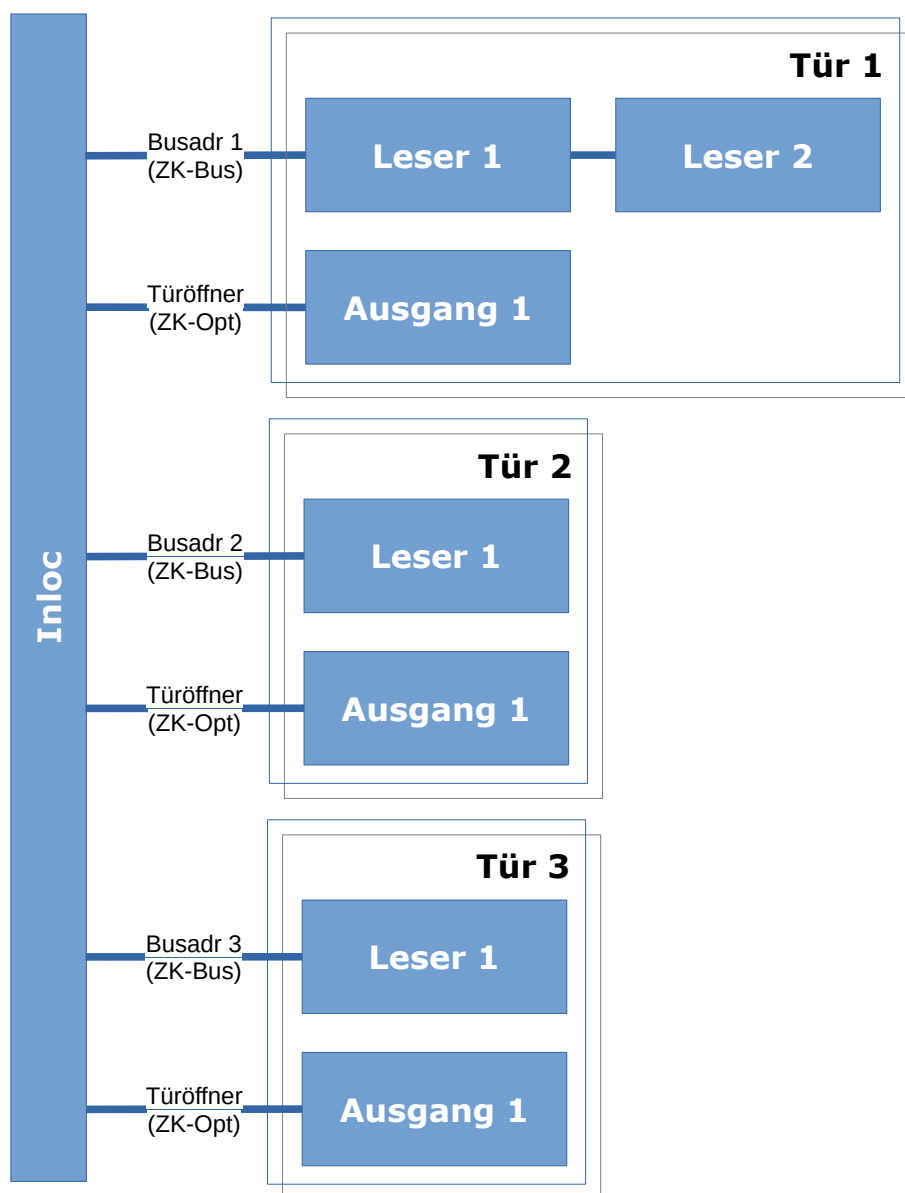 Inloc
Tür 1
Busadr 1
(ZK-Bus)
Leser 1
Leser 2
Türöffner
(ZK-Opt)
Ausgang 1
Tür 2
Busadr 2
(ZK-Bus)
Leser 1
Türöffner
(ZK-Opt)
Ausgang 1
Tür 3
Busadr 3
(ZK-Bus)
Leser 1
Türöffner
(ZK-Opt)
Ausgang 1